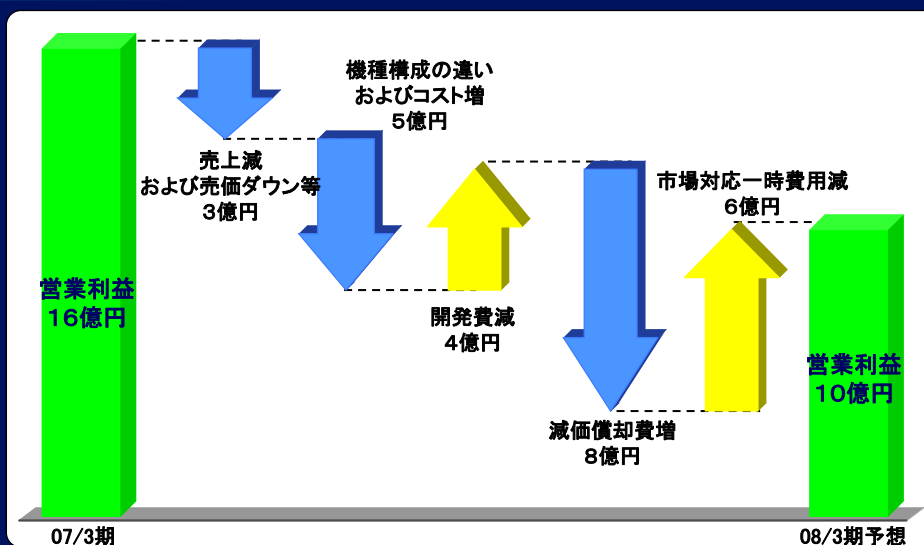 機種構成の違い
およびコスト増
5億円
売上減
および売価ダウン等
3億円
市場対応一時費用減
6億円
営業利益
16億円
開発費減
4億円
営業利益
10億円
減価償却費増
8億円
07/3期
08/3期予想